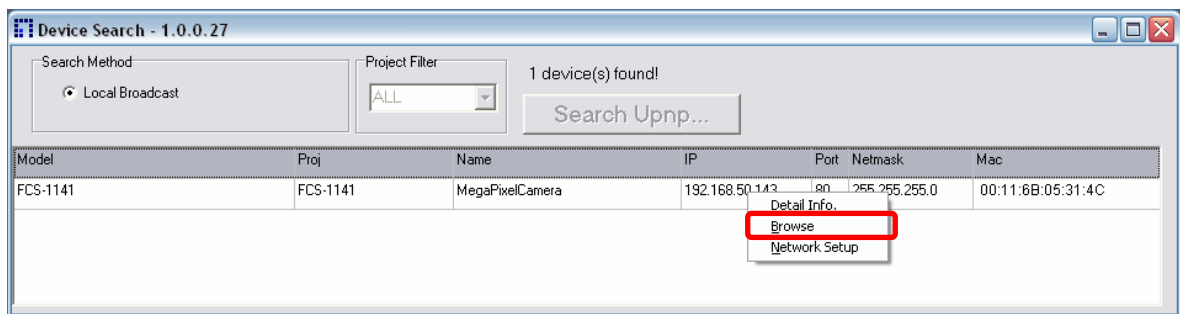 Device Search - 1.0.0.27
Search Method
Local Broadcast
Project Filter
ALL
1 device(s) found!
Search Upnp...
Model Proj Name IP Port Netmask Mac
FCS-1141 FCS-1141 MegaPixelCamera 192.168.50.143 80 255.255.255.0 00:11:6B:05:31:4C
Detail Info.
Browse
Network Setup